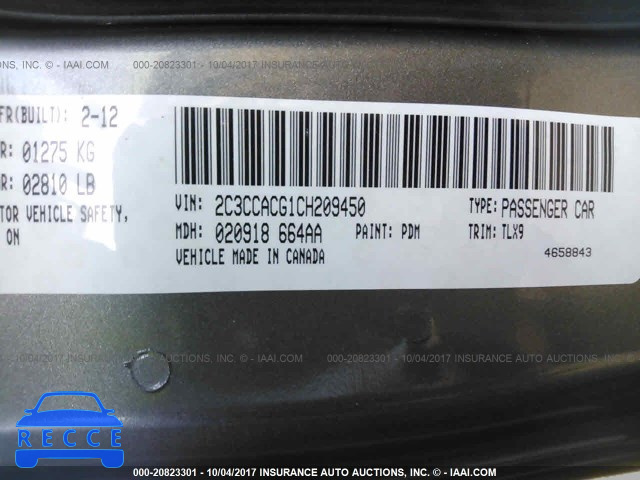 000-20823301 - 10/04/2017 INSURANCE AUTO AUCTIONS, INC. - IAAI.COM
FR(BUILT): 2-12
R: 01275 KG
R: 02810 LB
TOR VEHICLE SAFETY,
ON
VIN: 2C3CCACG1CH209450 TYPE: PASSENGER CAR
MDH: 020918 664AA PAINT: PDM TRIM: TLX9
VEHICLE MADE IN CANADA 4658843
AUTO AUCTIONS, INC. - IAAI.COM 000-20823301 - 10/04/2017 INSURANCE AUTO AUCTIONS, INC.
RECCE
000-20823301 - 10/04/2017 INSURANCE AUTO AUCTIONS, INC. - IAAI.COM